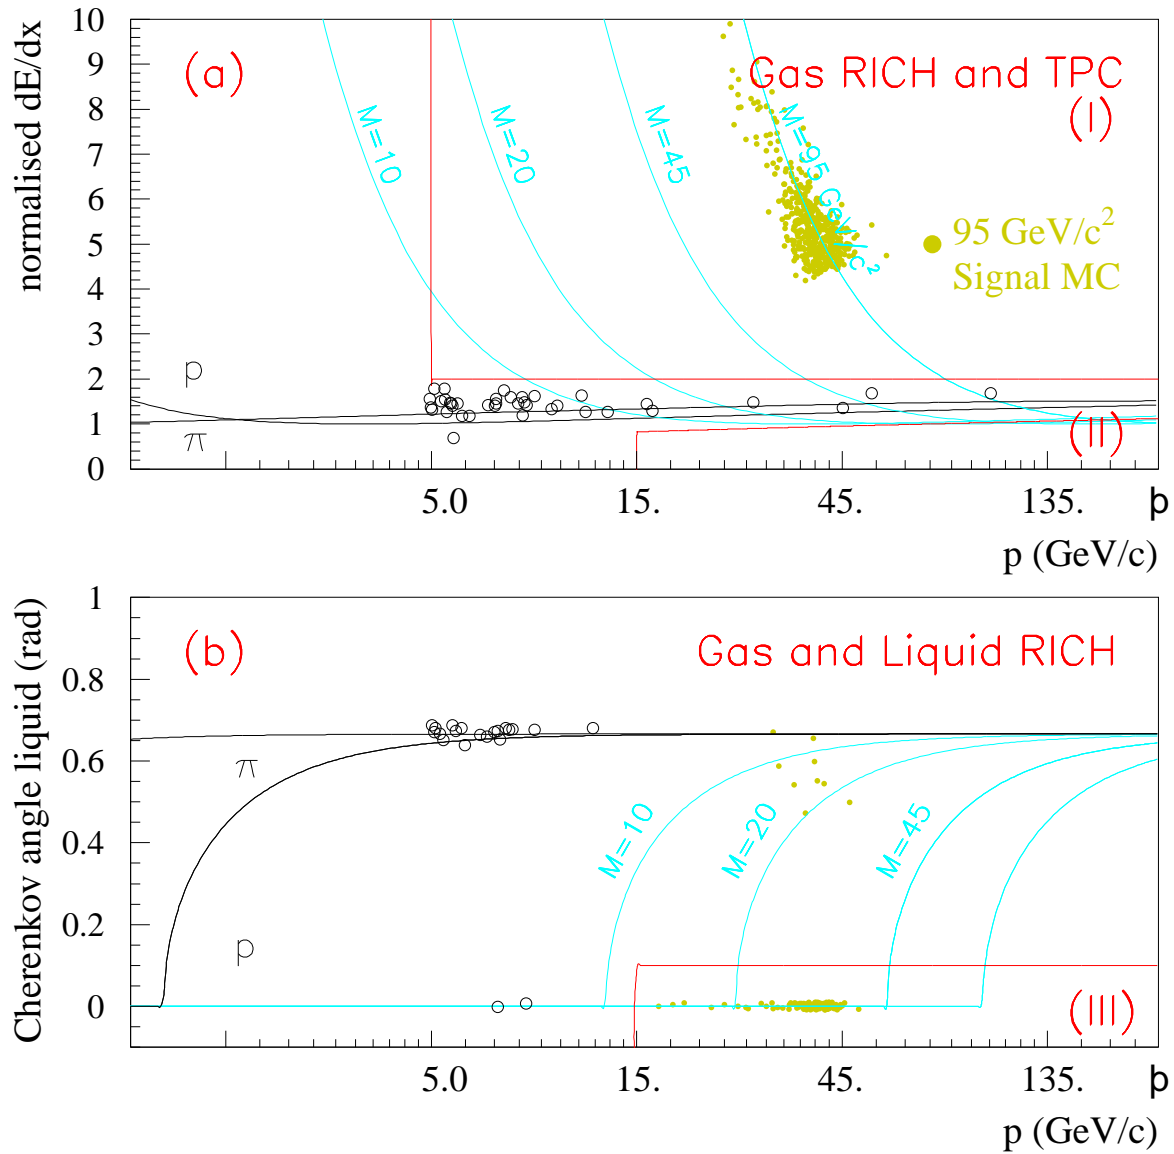 (a)
Gas RICH and TPC
(I)
normalised dE/dx
10
9
8
7
6
5
4
3
2
1
0
M=10
M=20
M=45
M=95 GeV/c²
95 GeV/c²
Signal MC
p
π
(II)
5.0
15.
45.
135.
p
p (GeV/c)
(b)
Gas and Liquid RICH
Cherenkov angle liquid (rad)
1
0.8
0.6
0.4
0.2
0
π
p
M=10
M=20
M=45
(III)
5.0
15.
45.
135.
p
p (GeV/c)